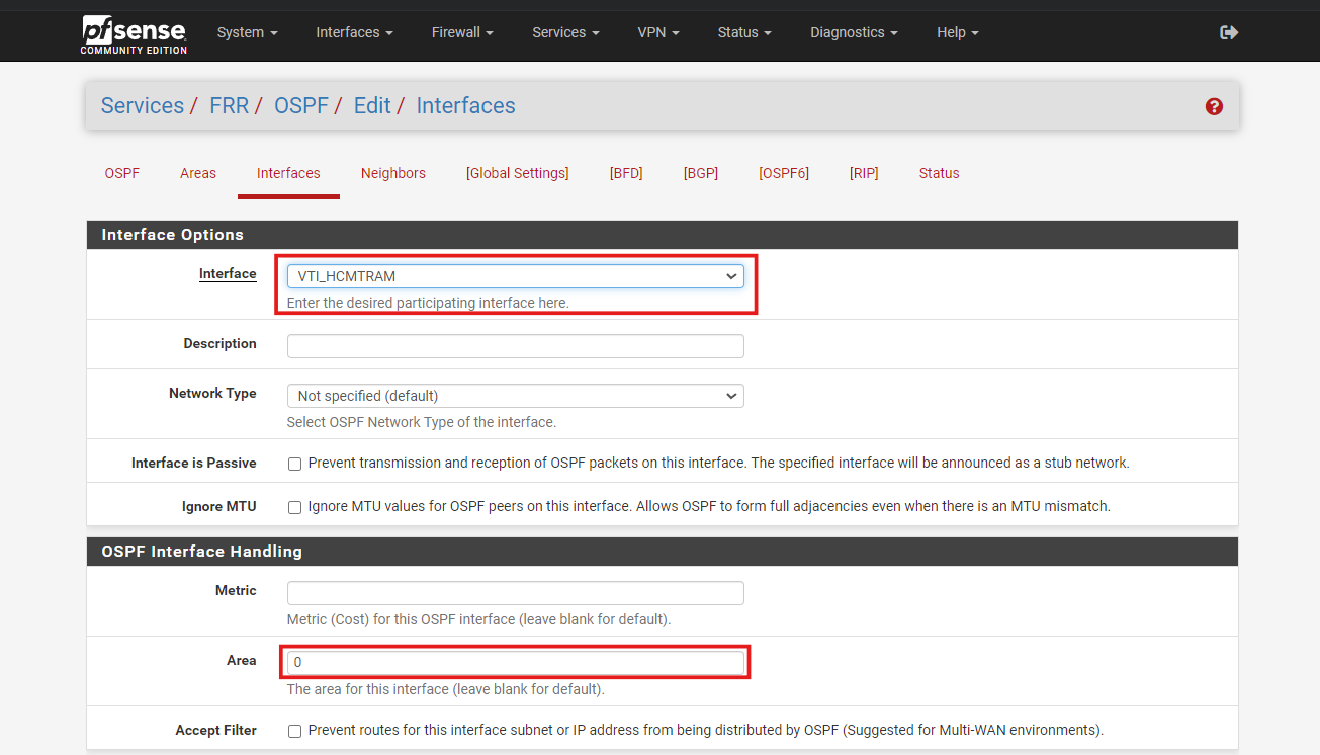 pfsense
COMMUNITY EDITION
System Interfaces Firewall Services VPN Status Diagnostics Help
Services / FRR / OSPF / Edit / Interfaces
OSPF Areas Interfaces Neighbors [Global Settings] [BFD] [BGP] [OSPF6] [RIP] Status
Interface Options
Interface VTI_HCMTRAM
Enter the desired participating interface here.
Description
Network Type Not specified (default)
Select OSPF Network Type of the interface.
Interface is Passive Prevent transmission and reception of OSPF packets on this interface. The specified interface will be announced as a stub network.
Ignore MTU Ignore MTU values for OSPF peers on this interface. Allows OSPF to form full adjacencies even when there is an MTU mismatch.
OSPF Interface Handling
Metric
Metric (Cost) for this OSPF interface (leave blank for default).
Area 0
The area for this interface (leave blank for default).
Accept Filter Prevent routes for this interface subnet or IP address from being distributed by OSPF (Suggested for Multi-WAN environments).